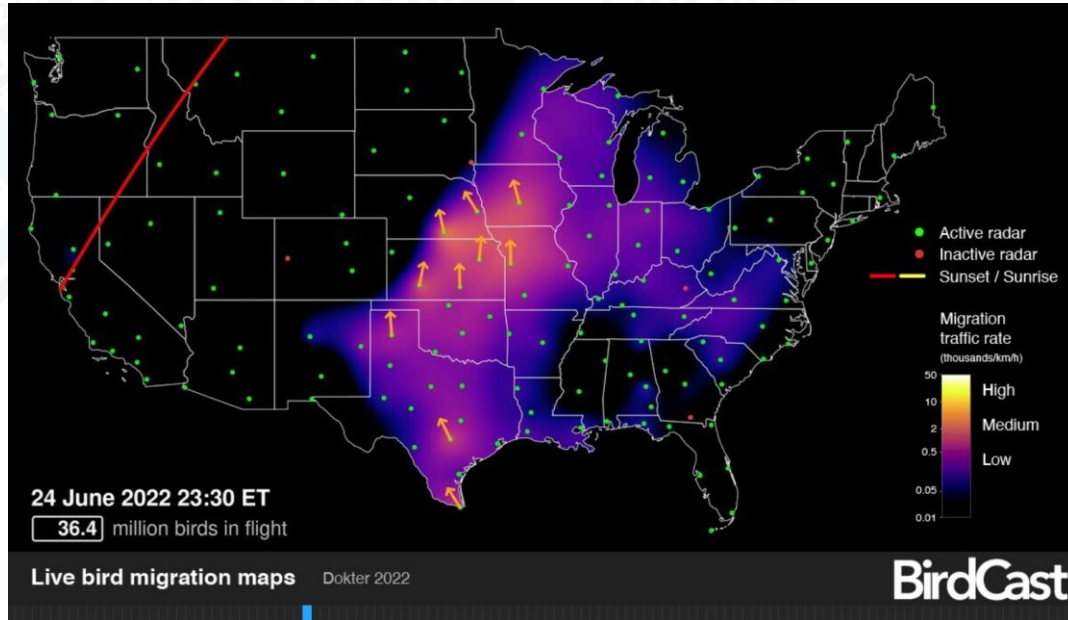 Active radar
Inactive radar
Sunset / Sunrise
Migration
traffic rate
(thousands/km/h)
50
High
10
Medium
2
0.5
Low
0.05
0.01
24 June 2022 23:30 ET
36.4 million birds in flight
Live bird migration maps Dokter 2022
BirdCast